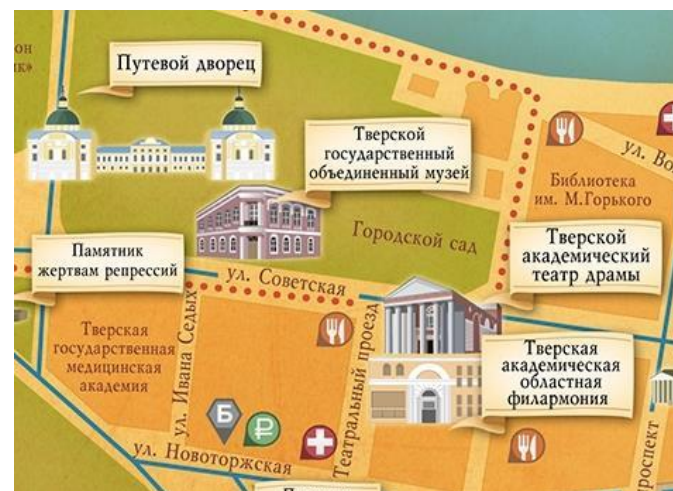 Путевой дворец
Тверской
государственный
объединенный музей
Библиотека
им. М.Горького
Городской сад
Тверской
академический
театр драмы
Памятник
жертвам репрессий
ул. Советская
Тверская
государственная
медицинская
академия
ул. Ивана Седых
Театральный проезд
Тверская
академическая
областная
филармония
Б
ул. Новоторжская